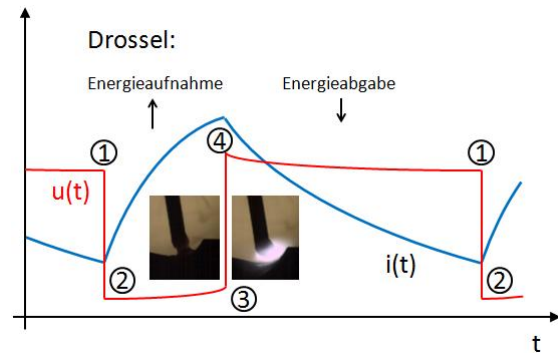 Drossel:
Energieaufnahme
Energieabgabe
①
④
①
u(t)
②
i(t)
②
③
t